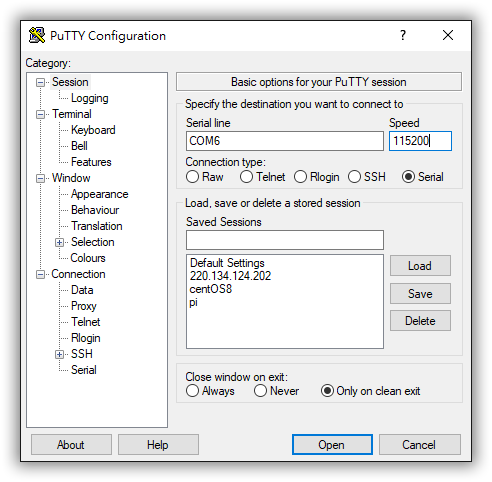 PuTTY Configuration
?
Category:
Session
Logging
Terminal
Keyboard
Bell
Features
Window
Appearance
Behaviour
Translation
Selection
Colours
Connection
Data
Proxy
Telnet
Rlogin
SSH
Serial
Basic options for your PuTTY session
Specify the destination you want to connect to
Serial line Speed
COM6 115200
Connection type:
Raw Telnet Rlogin SSH Serial
Load, save or delete a stored session
Saved Sessions
Default Settings
220.134.124.202
centOS8
pi
Load
Save
Delete
Close window on exit:
Always Never Only on clean exit
About Help Open Cancel